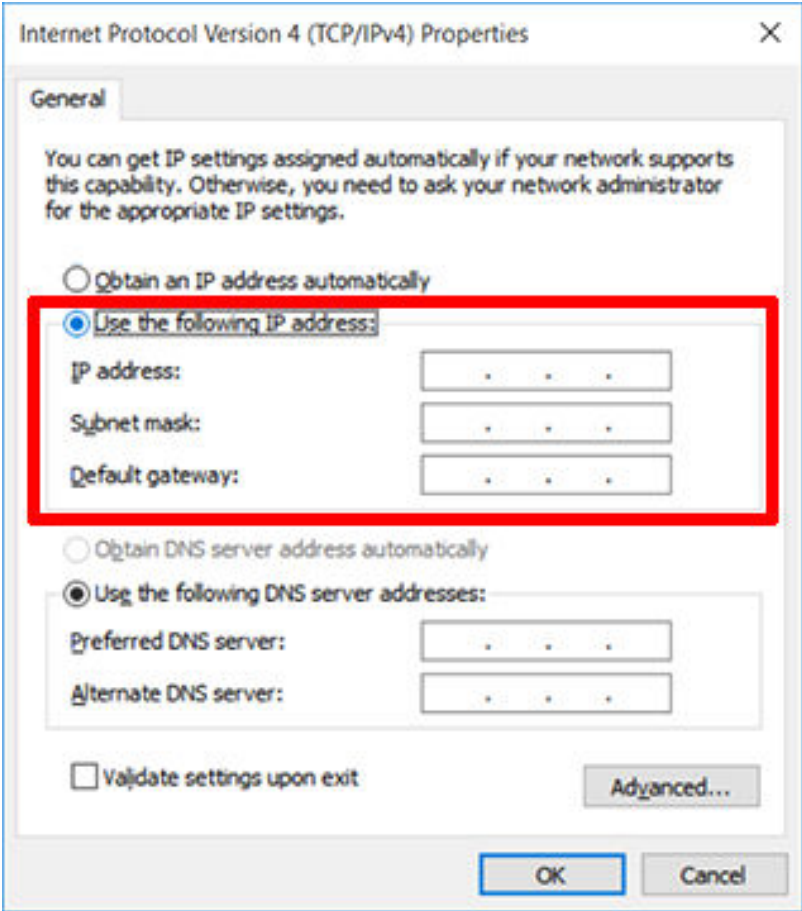 Internet Protocol Version 4 (TCP/IPv4) Properties
General
You can get IP settings assigned automatically if your network supports
this capability. Otherwise, you need to ask your network administrator
for the appropriate IP settings.
Obtain an IP address automatically
Use the following IP address:
IP address:
Subnet mask:
Default gateway:
Obtain DNS server address automatically
Use the following DNS server addresses:
Preferred DNS server:
Alternate DNS server:
Validate settings upon exit
Advanced...
OK
Cancel